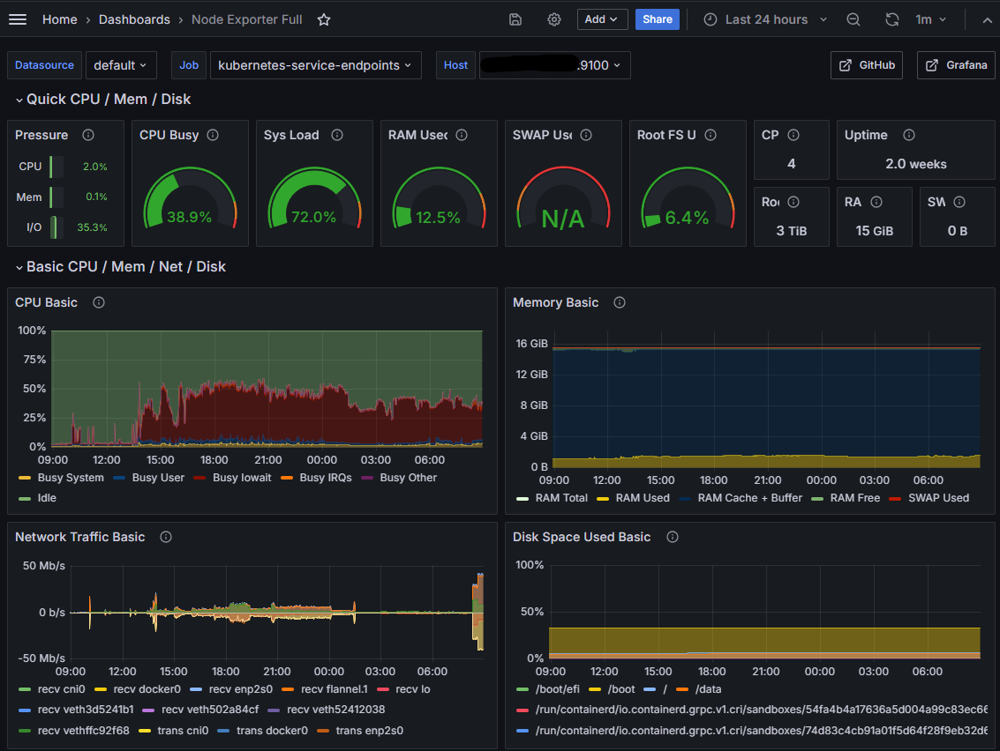 Home › Dashboards › Node Exporter Full Add Share Last 24 hours 1m
Datasource default Job kubernetes-service-endpoints Host .9100 GitHub Grafana
Quick CPU / Mem / Disk
Pressure CPU Busy Sys Load RAM Usec SWAP Use Root FS U CP Uptime
CPU 2.0%
Mem 0.1%
I/O 35.3%
38.9%
72.0%
12.5%
N/A
6.4%
4
2.0 weeks
Roo RA SW
3 TiB 15 GiB 0 B
Basic CPU / Mem / Net / Disk
CPU Basic
100%
75%
50%
25%
0%
09:00 12:00 15:00 18:00 21:00 00:00 03:00 06:00
Busy System Busy User Busy Iowait Busy IRQs Busy Other
Idle
Memory Basic
16 GiB
12 GiB
8 GiB
4 GiB
0 B
09:00 12:00 15:00 18:00 21:00 00:00 03:00 06:00
RAM Total RAM Used RAM Cache + Buffer RAM Free SWAP Used
Network Traffic Basic
50 Mb/s
0 b/s
-50 Mb/s
09:00 12:00 15:00 18:00 21:00 00:00 03:00 06:00
recv cni0 recv docker0 recv enp2s0 recv flannel.1 recv lo
recv veth3d5241b1 recv veth502a84cf recv veth52412038
recv vethffc92f68 trans cni0 trans docker0 trans enp2s0
Disk Space Used Basic
100%
50%
0%
09:00 12:00 15:00 18:00 21:00 00:00 03:00 06:00
/boot/efi /boot / /data
/run/containerd/io.containerd.grpc.v1.cri/sandboxes/54fa4b4a17636a5d004a99c83ec66
/run/containerd/io.containerd.grpc.v1.cri/sandboxes/74d83c4cb91a01f5d64f28f9eb32d6